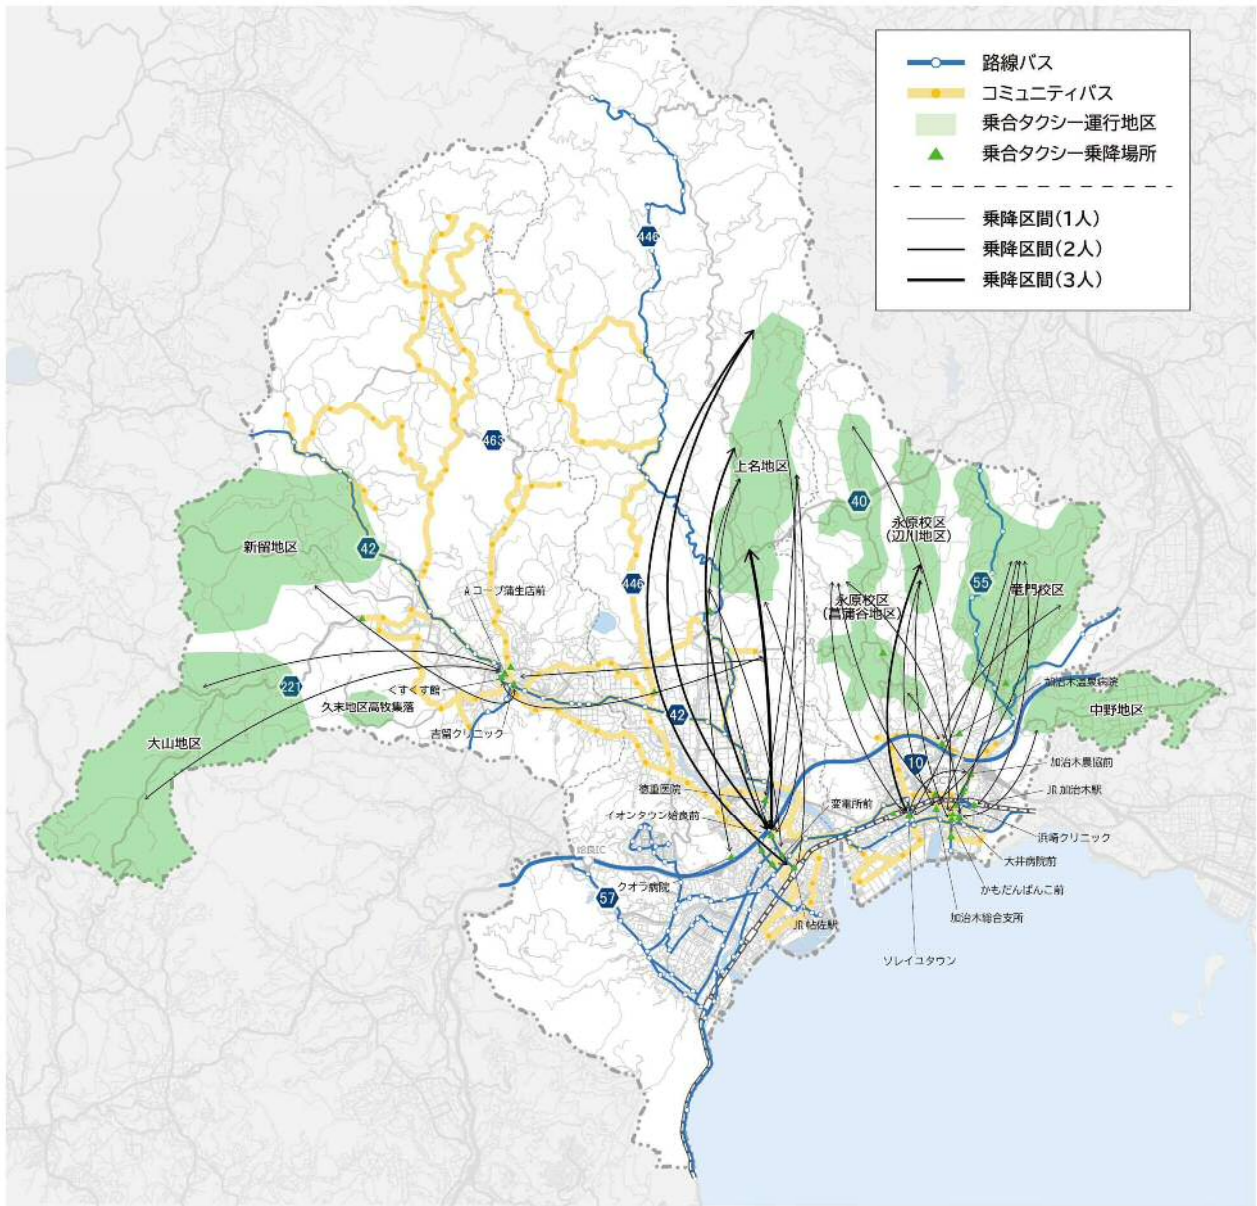 路線バス
コミュニティバス
乗合タクシー運行地区
乗合タクシー乗降場所
乗降区間(1人)
乗降区間(2人)
乗降区間(3人)
446
463
上名地区
40
永原校区
(辺川地区)
新留地区
42
446
55
竜門校区
Aコープ蒲生店前
永原校区
(菖蒲谷地区)
221
くすくす館
久末地区高牧集落
42
加治木温泉病院
中野地区
大山地区
吉留クリニック
10
加治木農協前
徳重医院
変電所前
JR加治木駅
イオンタウン姶良前
浜崎クリニック
姶良IC
大井病院前
クオラ病院
かもだんばんこ前
57
加治木総合支所
JR帖佐駅
ソレイユタウン